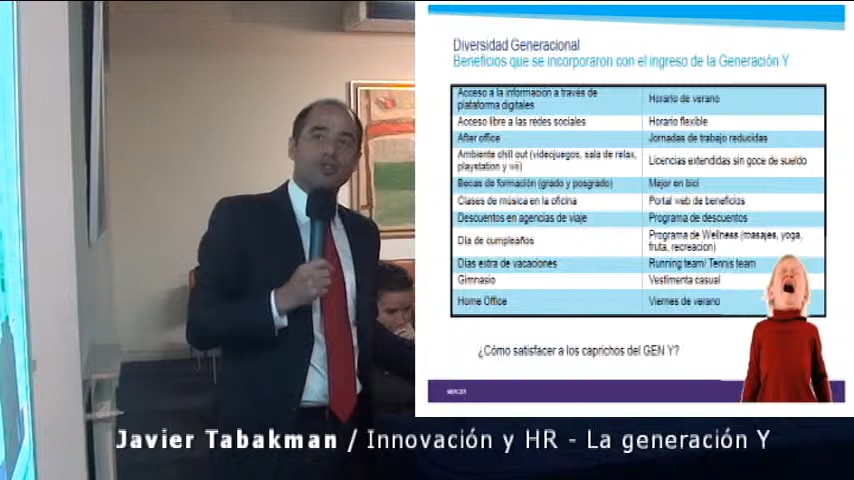 Diversidad Generacional
Beneficios que se incorporaron con el ingreso de la Generación Y
Acceso a la información a través de
plataforma digitales
Horario de verano
Acceso libre a las redes sociales
Horario flexible
After office
Jornadas de trabajo reducidas
Ambiente chill out (videojuegos, sala de relax,
playstation y wii)
Licencias extendidas sin goce de sueldo
Becas de formación (grado y posgrado)
Mejor en bici
Clases de música en la oficina
Portal web de beneficios
Descuentos en agencias de viaje
Programa de descuentos
Día de cumpleaños
Programa de Wellness (masajes, yoga,
fruta, recreacion)
Días extra de vacaciones
Running team/ Tennis team
Gimnasio
Vestimenta casual
Home Office
Viernes de verano
¿Cómo satisfacer a los caprichos del GEN Y?
MERCER
Javier Tabakman / Innovación y HR - La generación Y